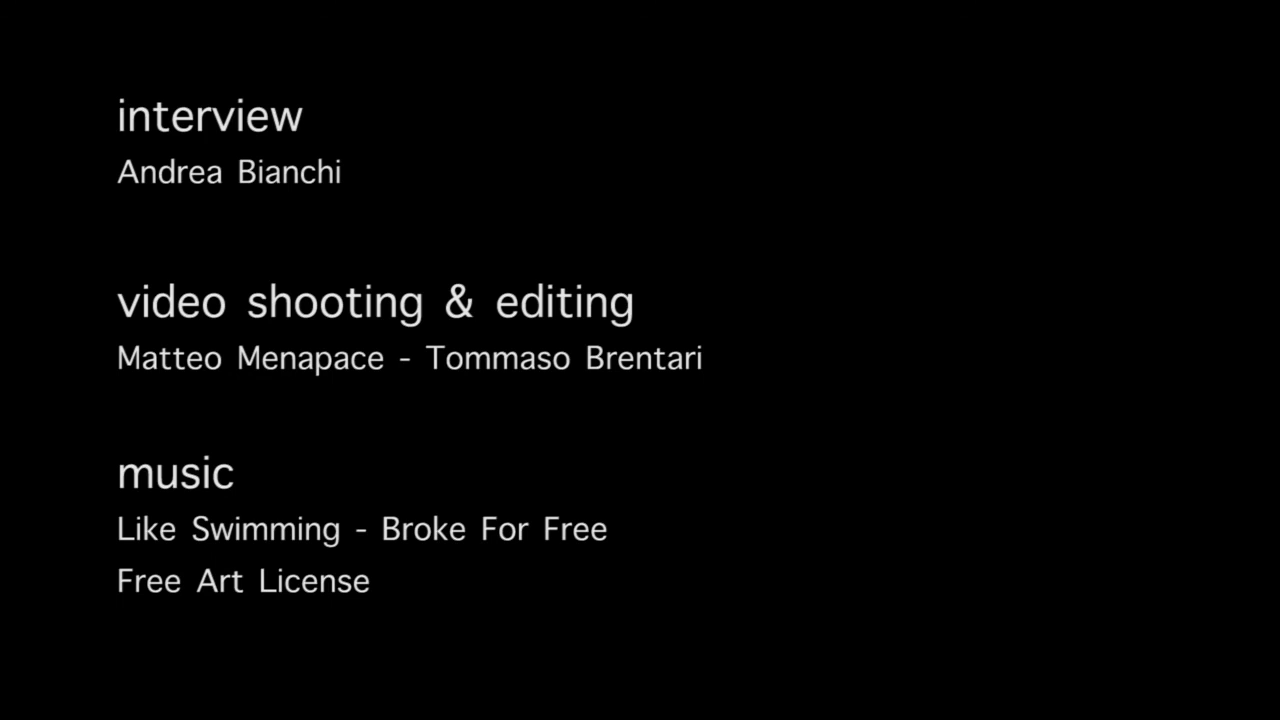 interview
Andrea Bianchi
video shooting & editing
Matteo Menapace - Tommaso Brentari
music
Like Swimming - Broke For Free
Free Art License